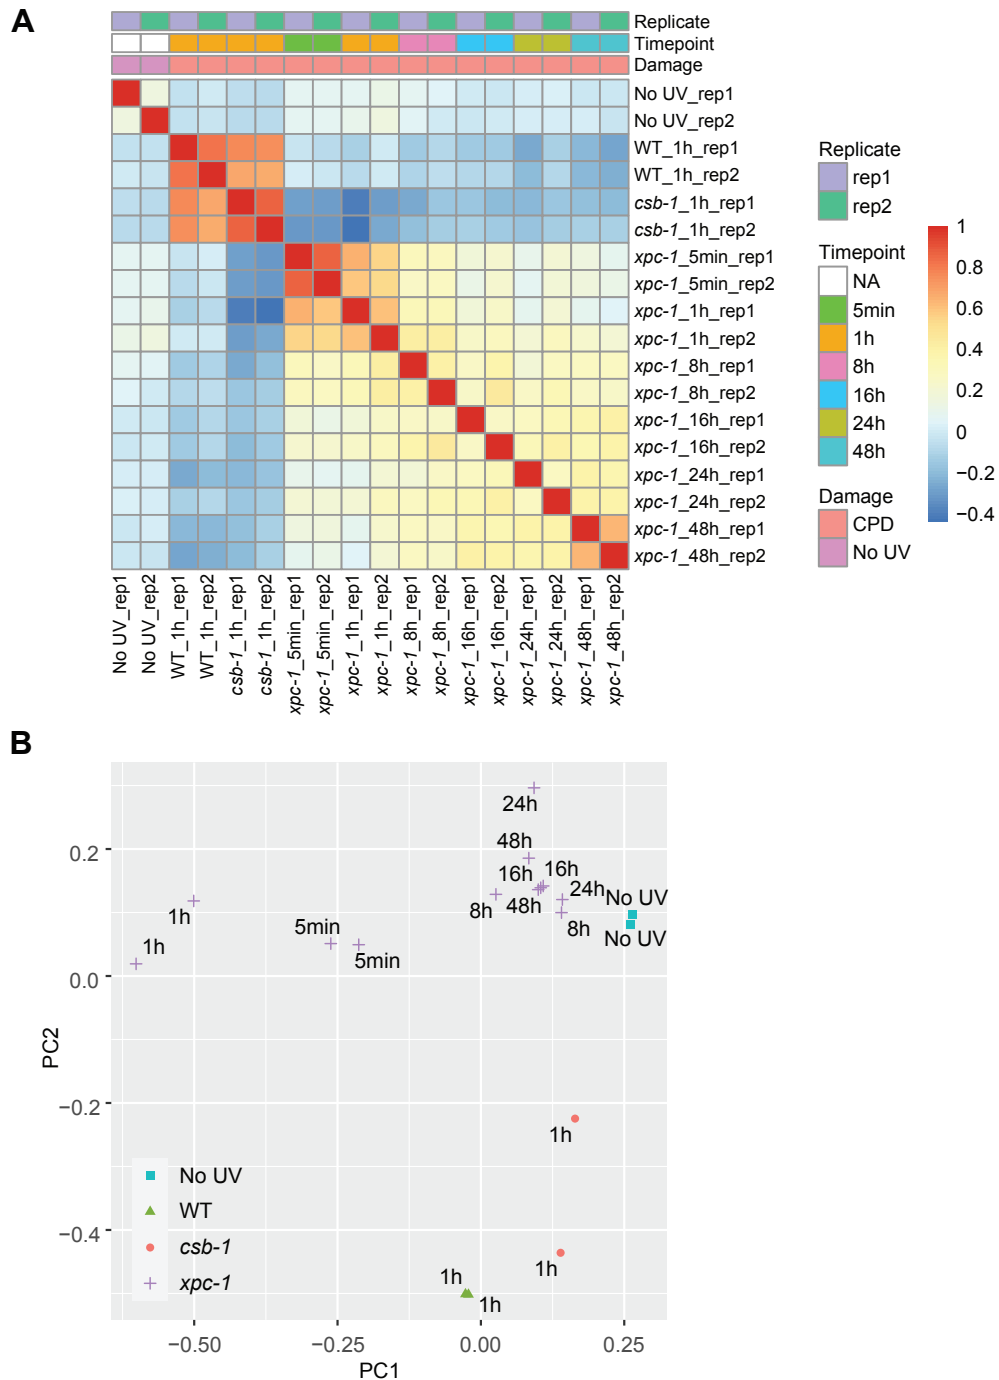 A
Replicate
Timepoint
Damage
No UV_rep1
No UV_rep2
WT_1h_rep1
WT_1h_rep2
csb-1_1h_rep1
csb-1_1h_rep2
xpc-1_5min_rep1
xpc-1_5min_rep2
xpc-1_1h_rep1
xpc-1_1h_rep2
xpc-1_8h_rep1
xpc-1_8h_rep2
xpc-1_16h_rep1
xpc-1_16h_rep2
xpc-1_24h_rep1
xpc-1_24h_rep2
xpc-1_48h_rep1
xpc-1_48h_rep2
No UV_rep1
No UV_rep2
WT_1h_rep1
WT_1h_rep2
csb-1_1h_rep1
csb-1_1h_rep2
xpc-1_5min_rep1
xpc-1_5min_rep2
xpc-1_1h_rep1
xpc-1_1h_rep2
xpc-1_8h_rep1
xpc-1_8h_rep2
xpc-1_16h_rep1
xpc-1_16h_rep2
xpc-1_24h_rep1
xpc-1_24h_rep2
xpc-1_48h_rep1
xpc-1_48h_rep2
Replicate
rep1
rep2
Timepoint
NA
5min
1h
8h
16h
24h
48h
Damage
CPD
No UV
1
0.8
0.6
0.4
0.2
0
−0.2
−0.4
B
PC2
0.2
0.0
−0.2
−0.4
24h
48h
16h
16h
8h
48h
24h
No UV
8h
No UV
1h
1h
5min
5min
1h
1h
1h
1h
No UV
WT
csb-1
xpc-1
−0.50
−0.25
0.00
0.25
PC1